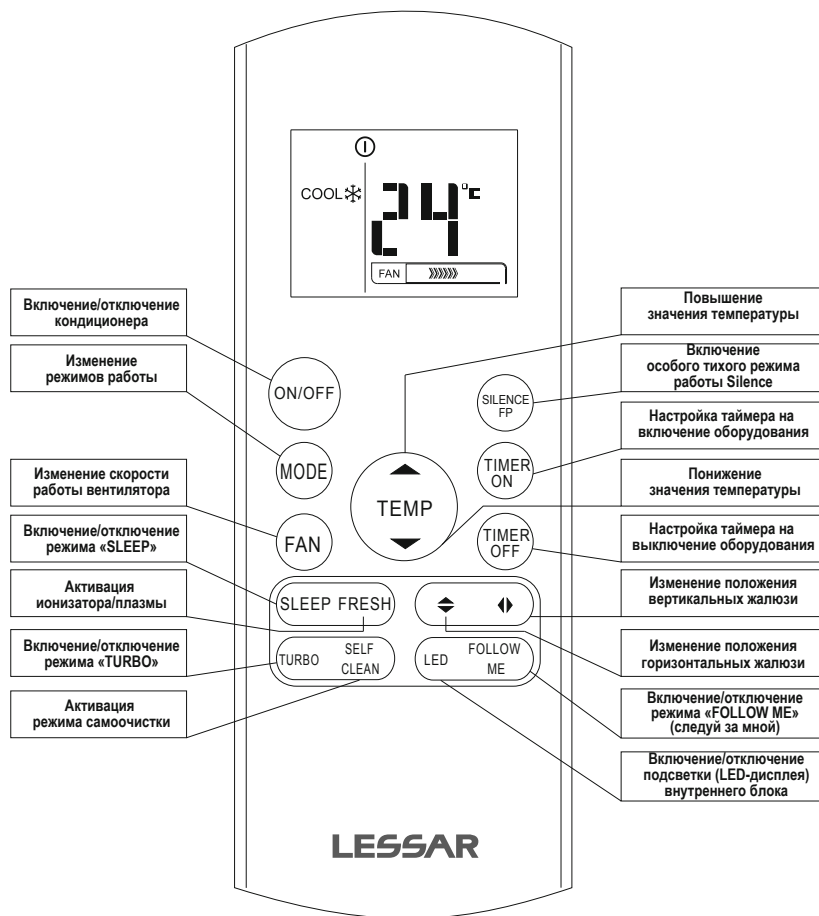 COOL
24°C
FAN
Включение/отключение
кондиционера
Изменение
режимов работы
Изменение скорости
работы вентилятора
Включение/отключение
режима «SLEEP»
Активация
ионизатора/плазмы
Включение/отключение
режима «TURBO»
Активация
режима самоочистки
ON/OFF
MODE
FAN
TEMP
SILENCE
FP
TIMER
ON
TIMER
OFF
SLEEP FRESH
TURBO
SELF
CLEAN
LED
FOLLOW
ME
Повышение
значения температуры
Включение
особого тихого режима
работы Silence
Настройка таймера на
включение оборудования
Понижение
значения температуры
Настройка таймера на
выключение оборудования
Изменение положения
вертикальных жалюзи
Изменение положения
горизонтальных жалюзи
Включение/отключение
режима «FOLLOW ME»
(следуй за мной)
Включение/отключение
подсветки (LED-дисплея)
внутреннего блока
LESSAR